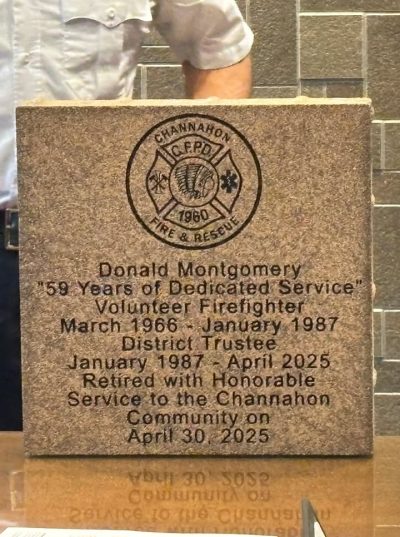 CHANNAHON
C.F.P.D.
1960
FIRE & RESCUE
Donald Montgomery
"59 Years of Dedicated Service"
Volunteer Firefighter
March 1966 - January 1987
District Trustee
January 1987 - April 2025
Retired with Honorable
Service to the Channahon
Community on
April 30, 2025